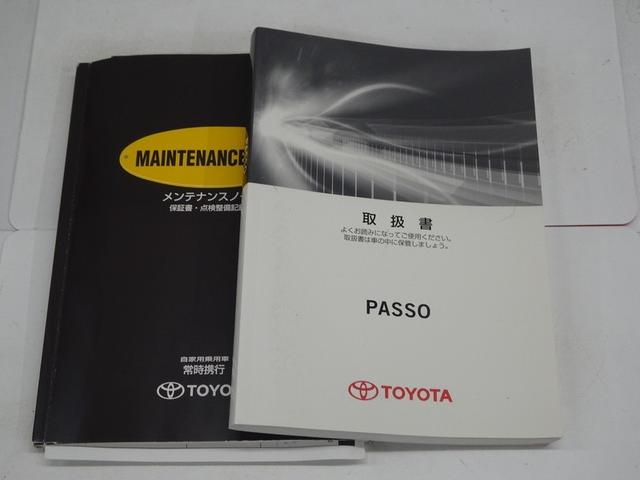 MAINTENANCE
メンテナンスノ
保証書・点検整備記
自家用乗用車
常時携行
TOYO
取扱書
よくお読みになってご使用ください。
取扱書は車の中に保管しましょう。
PASSO
TOYOTA